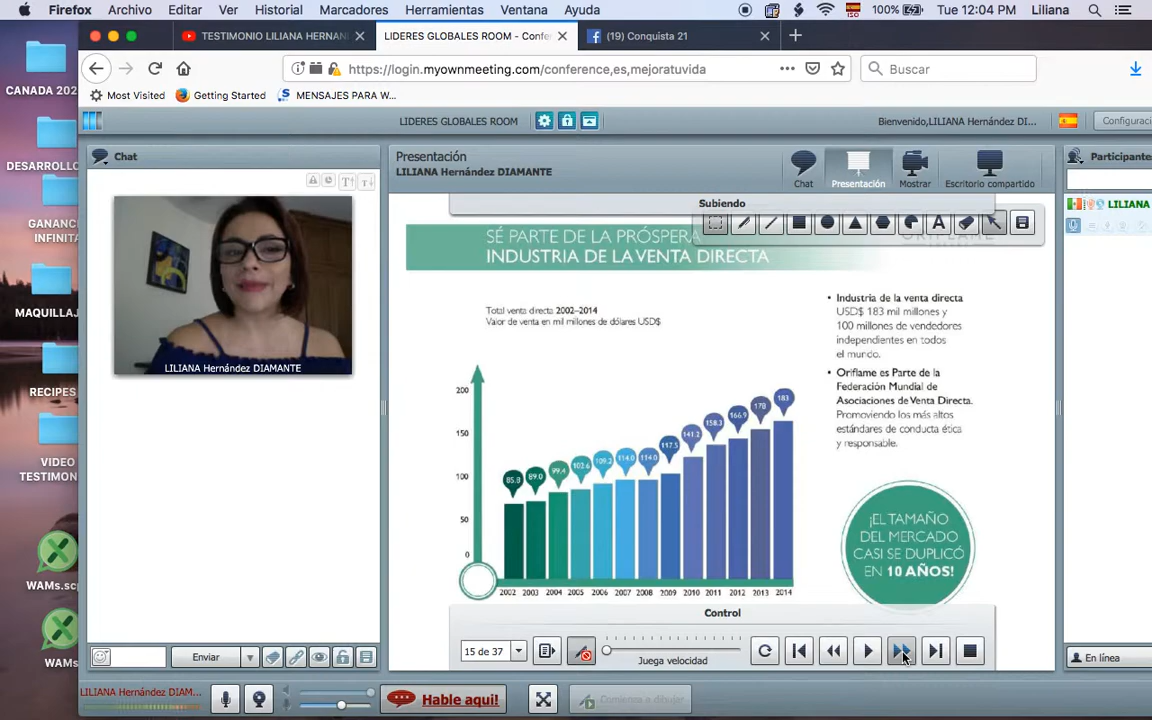 Firefox Archivo Editar Ver Historial Marcadores Herramientas Ventana Ayuda 100% Tue 12:04 PM Liliana
TESTIMONIO LILIANA HERNAN
LIDERES GLOBALES ROOM - Confe
(19) Conquista 21
https://login.myownmeeting.com/conference,es,mejoratuvida
Buscar
Most Visited Getting Started MENSAJES PARA W...
CANADA 202
DESARROLLO
GANANC
INFINITA
MAQUILLAJ
RECIPES
VIDEO
TESTIMONI
WAMs.scp
WAMs
LIDERES GLOBALES ROOM
Bienvenido,LILIANA Hernández DI...
Configuraci
Chat
LILIANA Hernández DIAMANTE
Enviar
Presentación
LILIANA Hernández DIAMANTE
Chat Presentación Mostrar Escritorio compartido
Subiendo
SÉ PARTE DE LA PRÓSPERA
INDUSTRIA DE LA VENTA DIRECTA
Total venta directa 2002–2014
Valor de venta en mil millones de dólares USD$
200
150
100
50
0
85.8 89.0 99.4 102.6 109.2 114.0 114.0 117.5 141.2 158.3 166.9 178 183
2002 2003 2004 2005 2006 2007 2008 2009 2010 2011 2012 2013 2014
• Industria de la venta directa
USD$ 183 mil millones y
100 millones de vendedores
independientes en todos
el mundo.
• Oriflame es Parte de la
Federación Mundial de
Asociaciones de Venta Directa.
Promoviendo los más altos
estándares de conducta ética
y responsable.
¡EL TAMAÑO
DEL MERCADO
CASI SE DUPLICÓ
EN 10 AÑOS!
Control
15 de 37
Juega velocidad
Participante
LILIANA
En línea
LILIANA Hernández DIAM...
Hable aqui!
Comience a dibujar